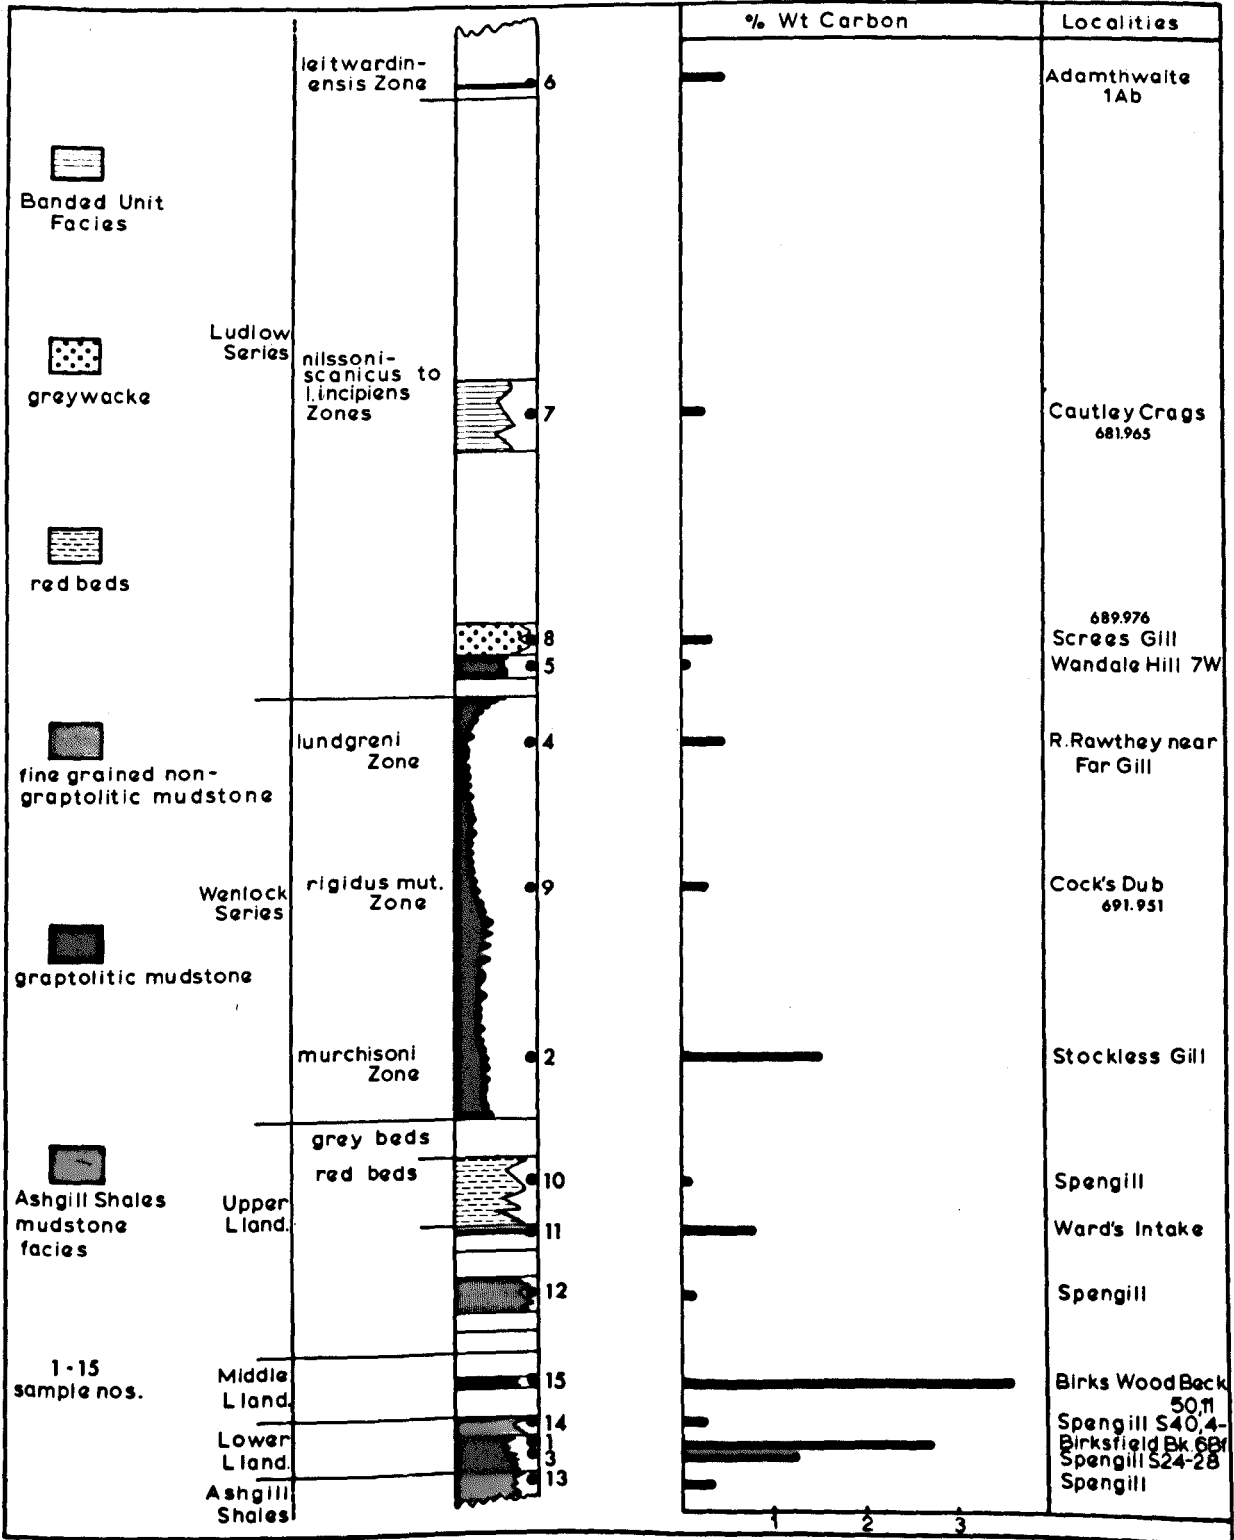 % Wt Carbon
Localities
leitwardin-
ensis Zone
6
Adamthwaite
1Ab
Banded Unit
Facies
Ludlow
Series
nilssoni-
scanicus to
l.incipiens
Zones
7
Cautley Crags
681.965
greywacke
red beds
689.976
8
Screes Gill
5
Wandale Hill 7W
lundgreni
Zone
4
R.Rawthey near
Far Gill
fine grained non-
graptolitic mudstone
Wenlock
Series
rigidus mut.
Zone
9
Cock's Dub
691.951
graptolitic mudstone
murchisoni
Zone
2
Stockless Gill
grey beds
red beds
10
Spengill
Ashgill Shales
mudstone
facies
Upper
Lland.
11
Ward's Intake
12
Spengill
1-15
sample nos.
Middle
Lland.
15
Birks Wood Beck
50,11
14
Spengill S40,4-
Lower
Lland.
1
Birksfield Bk.6Bf
3
Spengill S24-28
13
Spengill
Ashgill
Shales
1
2
3